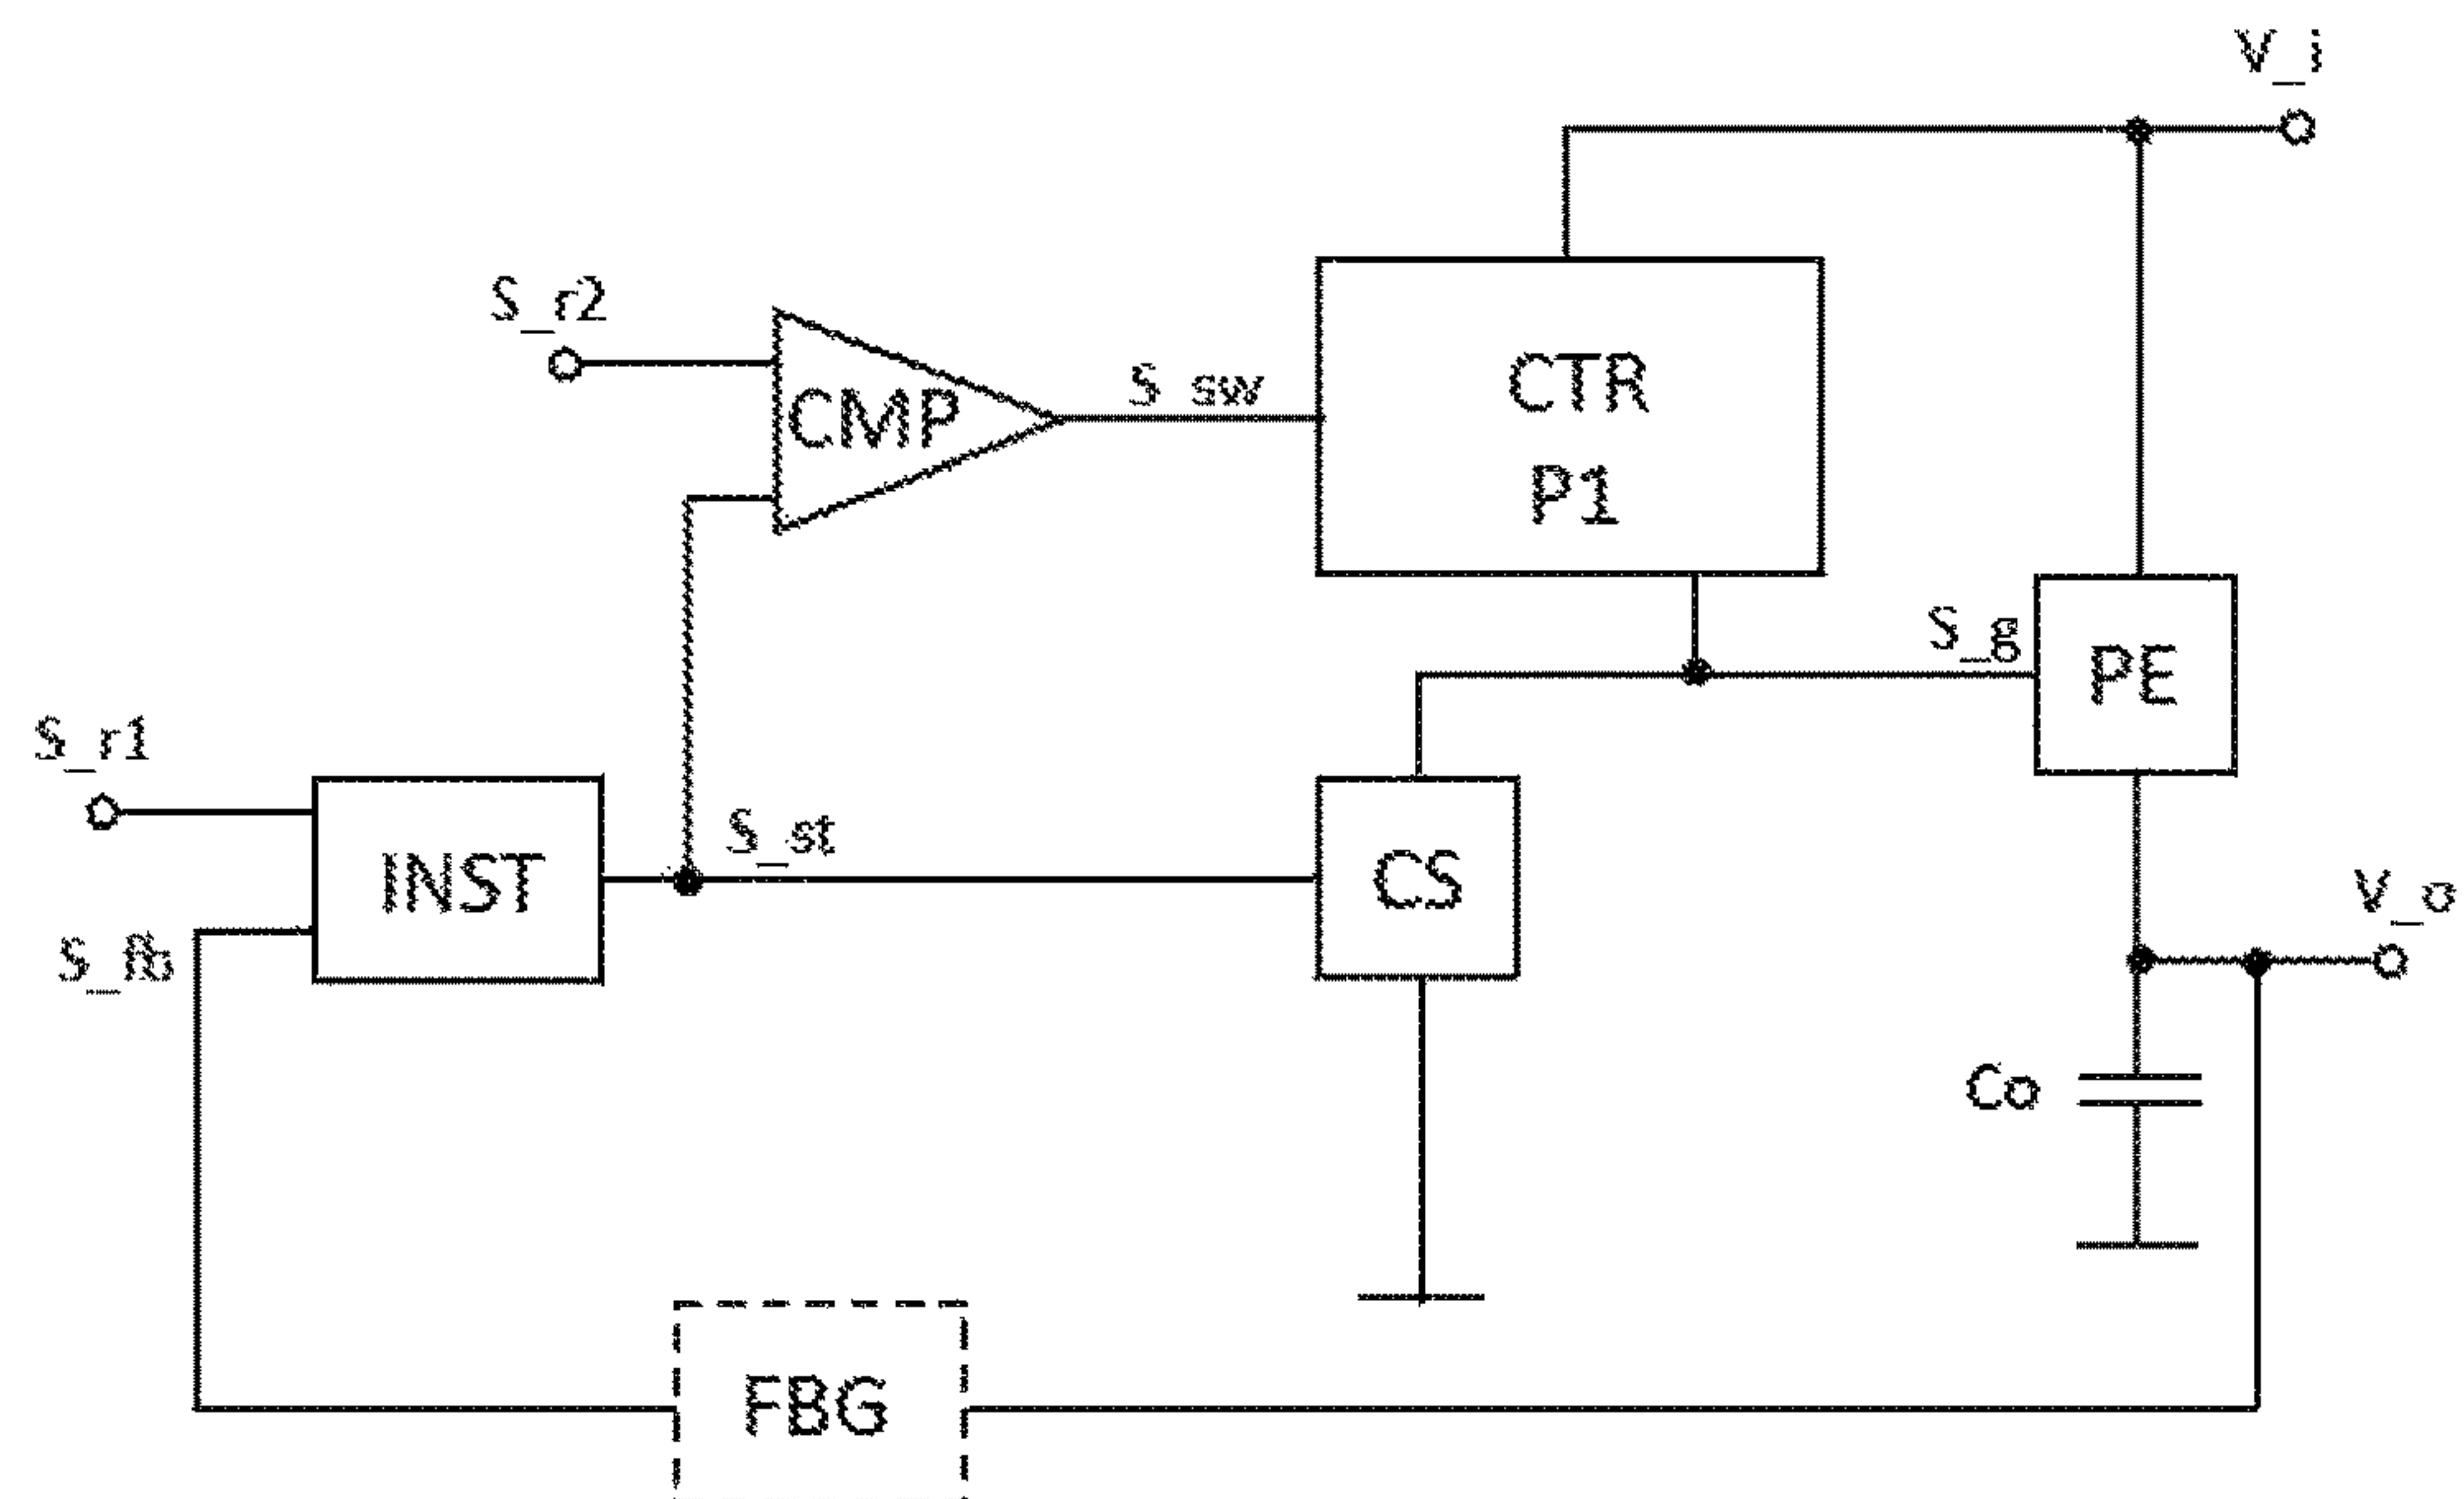 V_i
S_r2
CMP
S_sw
CTR
P1
S_g
PE
S_r1
INST
S_st
CS
V_o
S_fb
Co
FBG